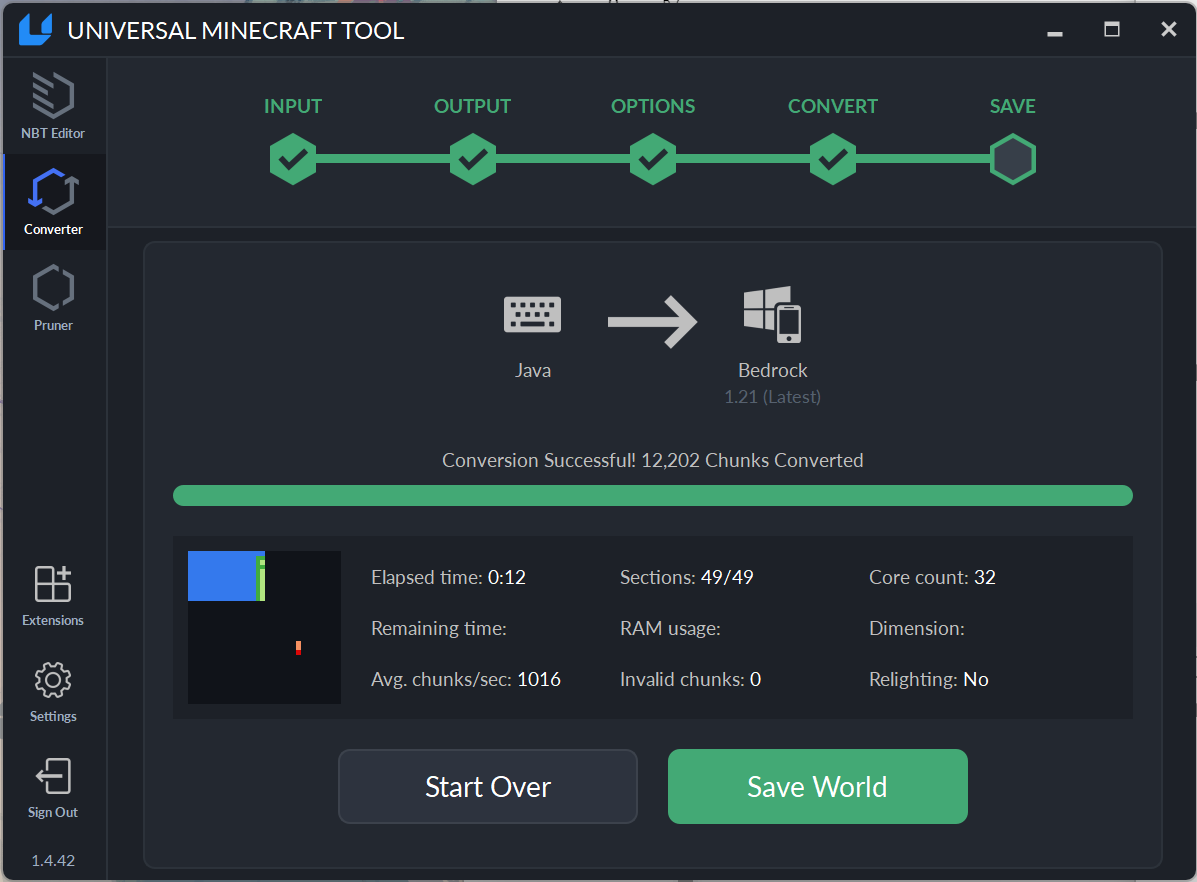 UNIVERSAL MINECRAFT TOOL
NBT Editor
Converter
Pruner
Extensions
Settings
Sign Out
1.4.42
INPUT
OUTPUT
OPTIONS
CONVERT
SAVE
Java
Bedrock
1.21 (Latest)
Conversion Successful! 12,202 Chunks Converted
Elapsed time: 0:12
Sections: 49/49
Core count: 32
Remaining time:
RAM usage:
Dimension:
Avg. chunks/sec: 1016
Invalid chunks: 0
Relighting: No
Start Over
Save World